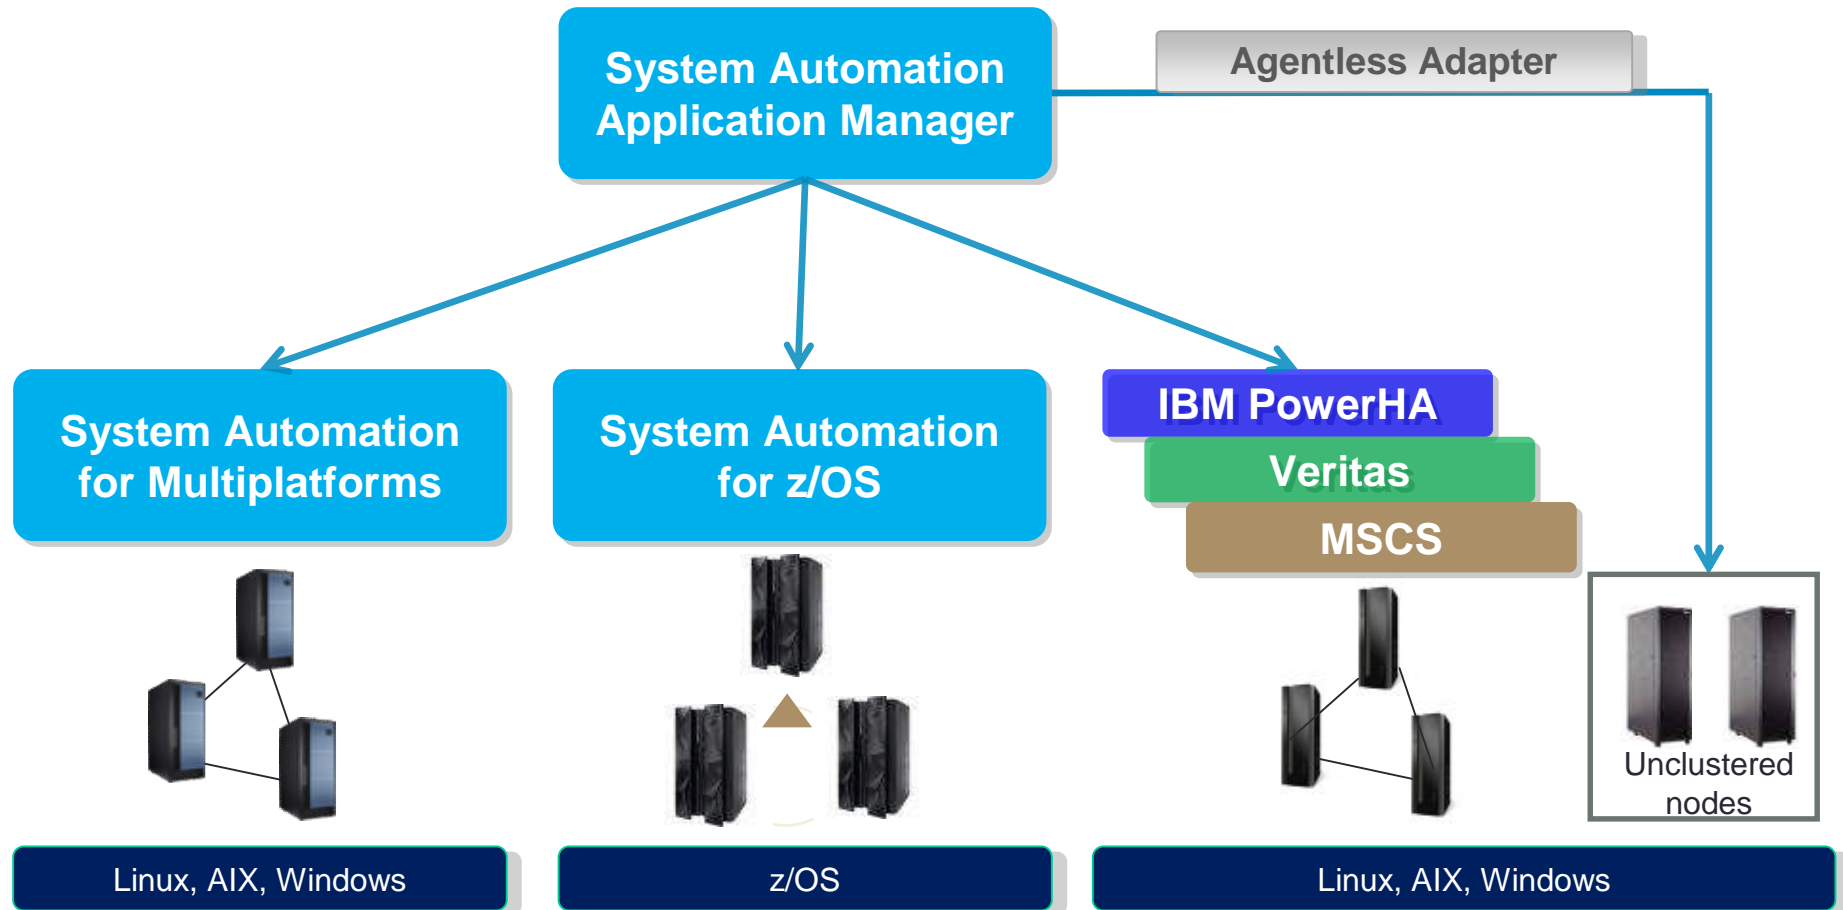 System Automation
Application Manager
Agentless Adapter
System Automation
for Multiplatforms
System Automation
for z/OS
IBM PowerHA
Veritas
MSCS
Unclustered
nodes
Linux, AIX, Windows
z/OS
Linux, AIX, Windows